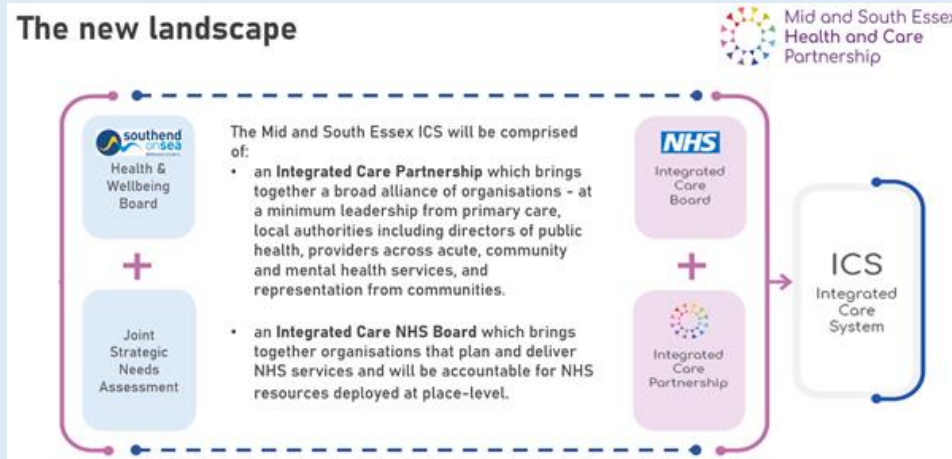 The new landscape
Mid and South Essex
Health and Care
Partnership
southend
on sea
Health &
Wellbeing
Board
+
Joint
Strategic
Needs
Assessment
The Mid and South Essex ICS will be comprised
of:
• an Integrated Care Partnership which brings
together a broad alliance of organisations - at
a minimum leadership from primary care,
local authorities including directors of public
health, providers across acute, community
and mental health services, and
representation from communities.
• an Integrated Care NHS Board which brings
together organisations that plan and deliver
NHS services and will be accountable for NHS
resources deployed at place-level.
NHS
Integrated
Care
Board
+
Integrated
Care
Partnership
ICS
Integrated
Care
System